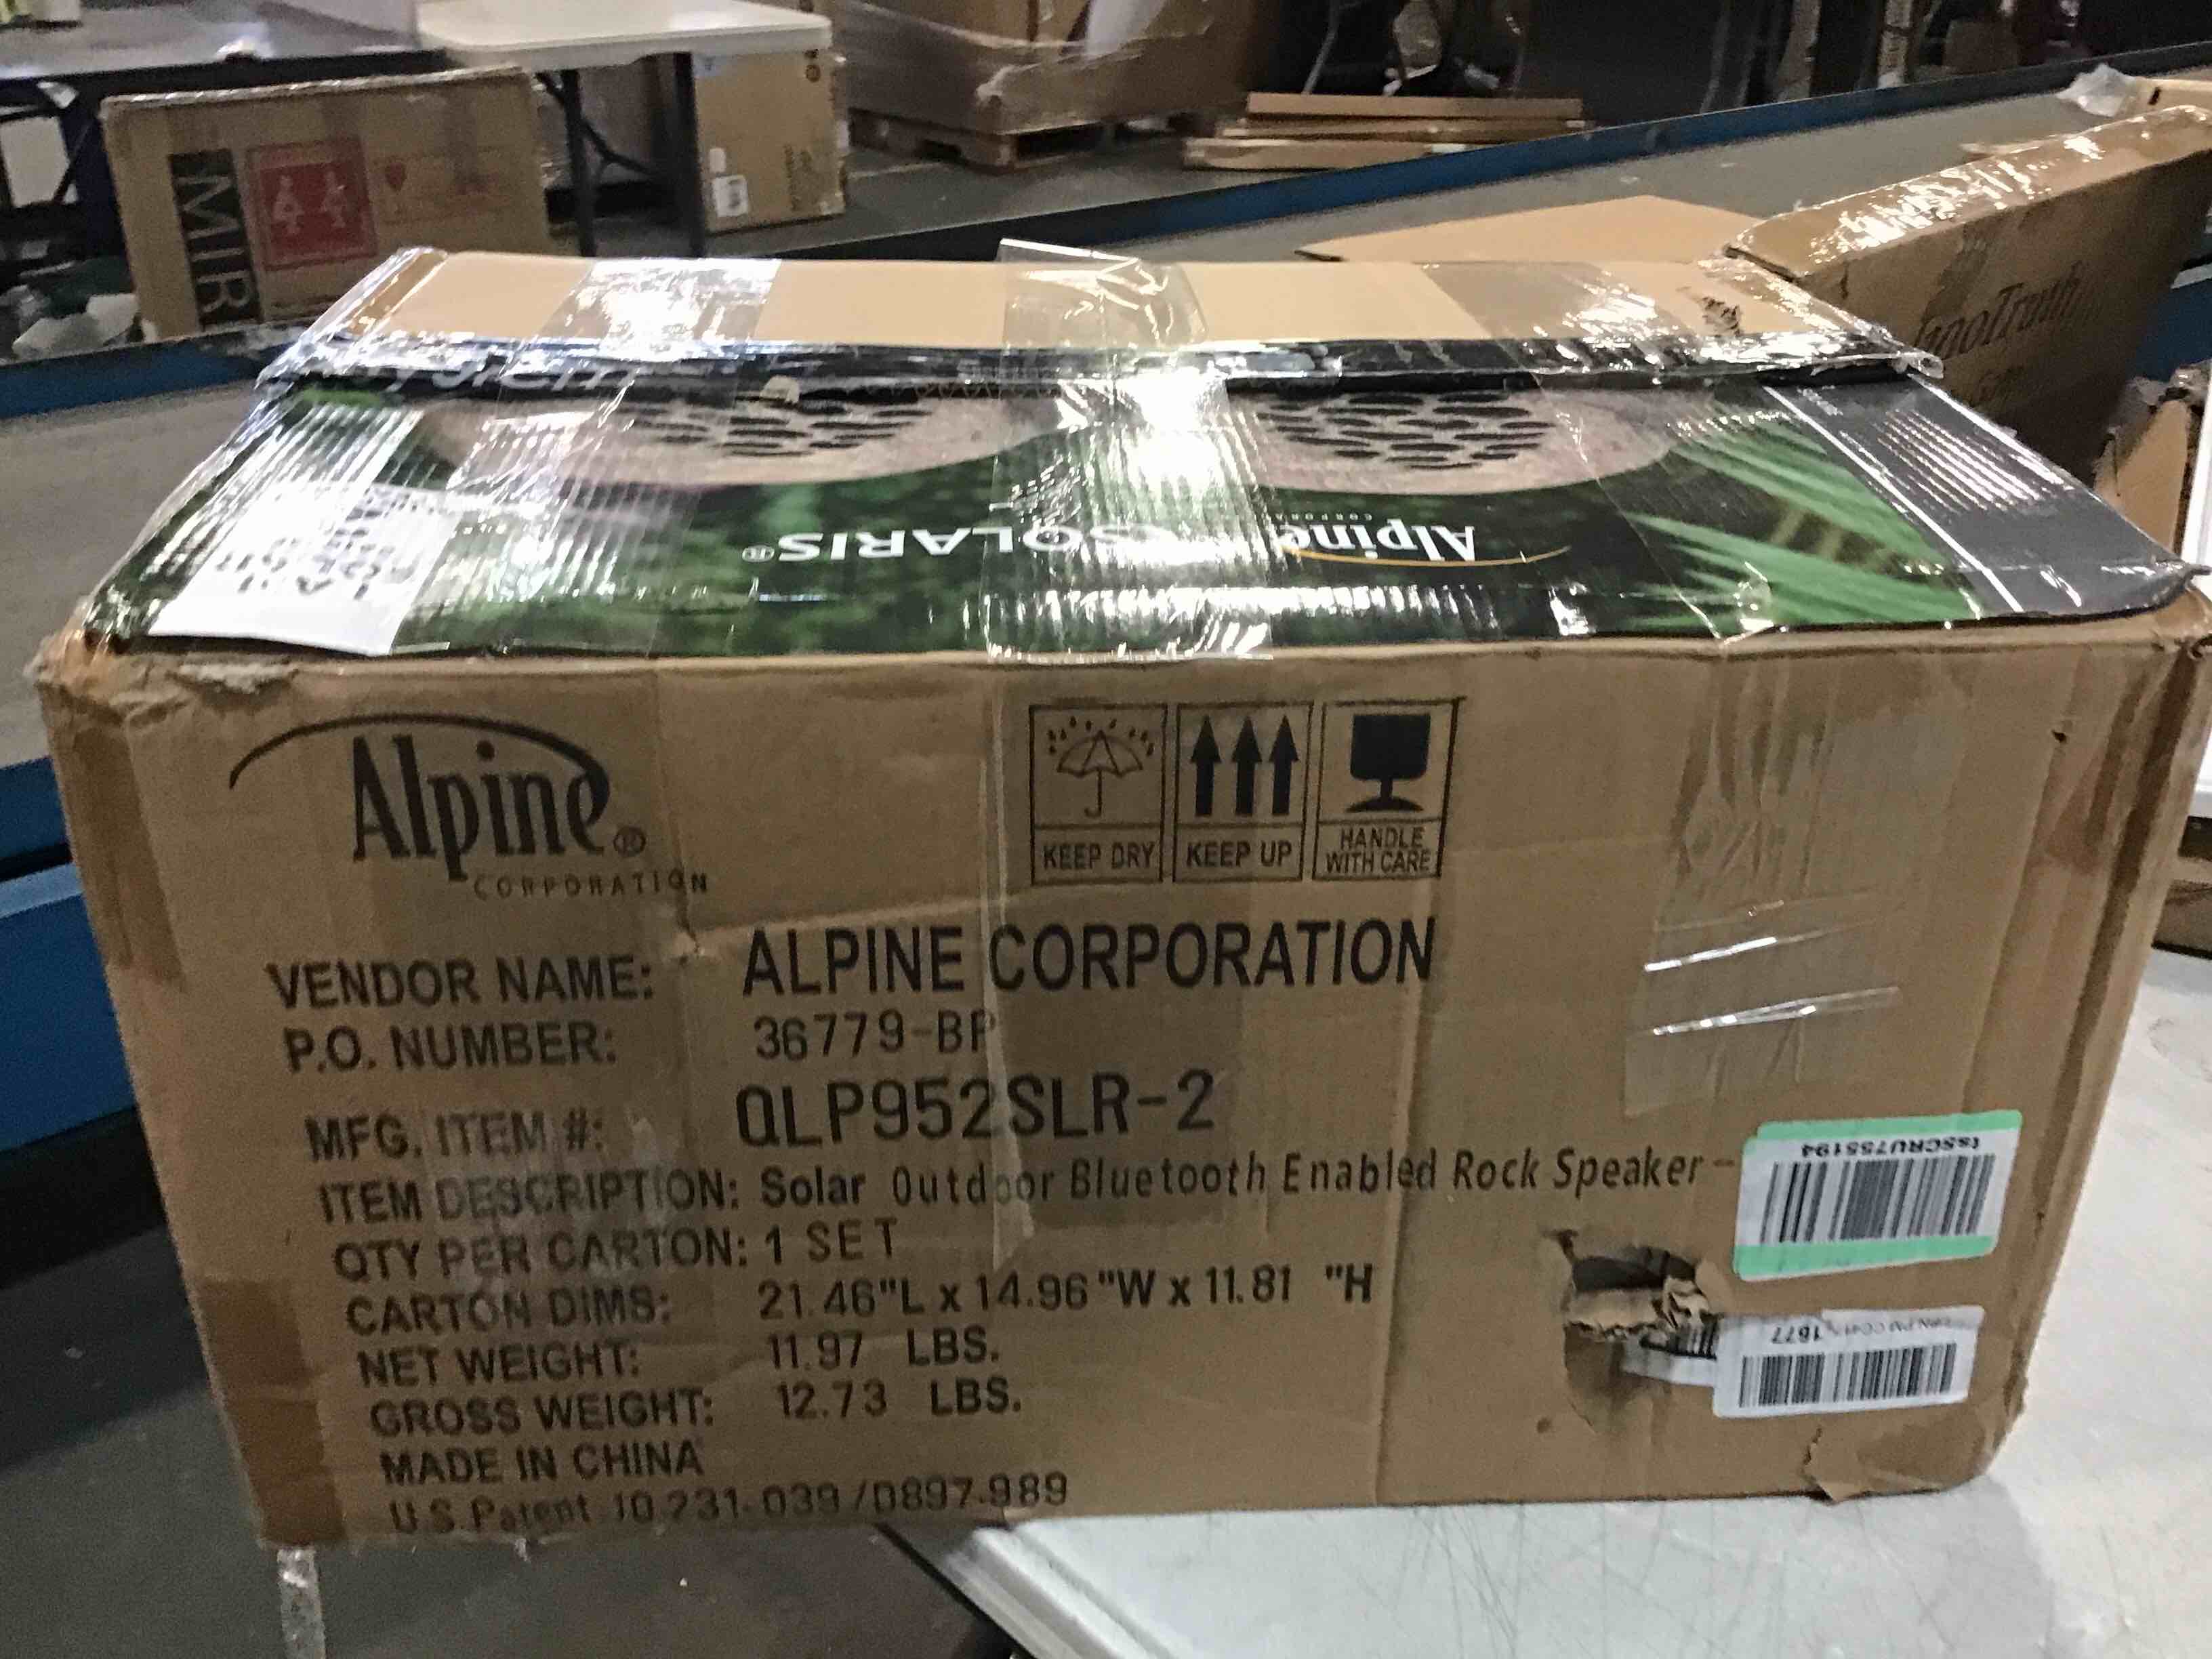 MIR
44
SOLARIS®
Alpine
Alpine®
CORPORATION
KEEP DRY
KEEP UP
HANDLE
WITH CARE
VENDOR NAME: ALPINE CORPORATION
P.O. NUMBER: 36779-BP
MFG. ITEM #: QLP952SLR-2
ITEM DESCRIPTION: Solar Outdoor Bluetooth Enabled Rock Speaker -
QTY PER CARTON: 1 SET
CARTON DIMS: 21.46"L x 14.96 "W x 11.81 "H
NET WEIGHT: 11.97 LBS.
GROSS WEIGHT: 12.73 LBS.
MADE IN CHINA
U.S.Patent 10.231-039/D897-989
tsSCRU755194